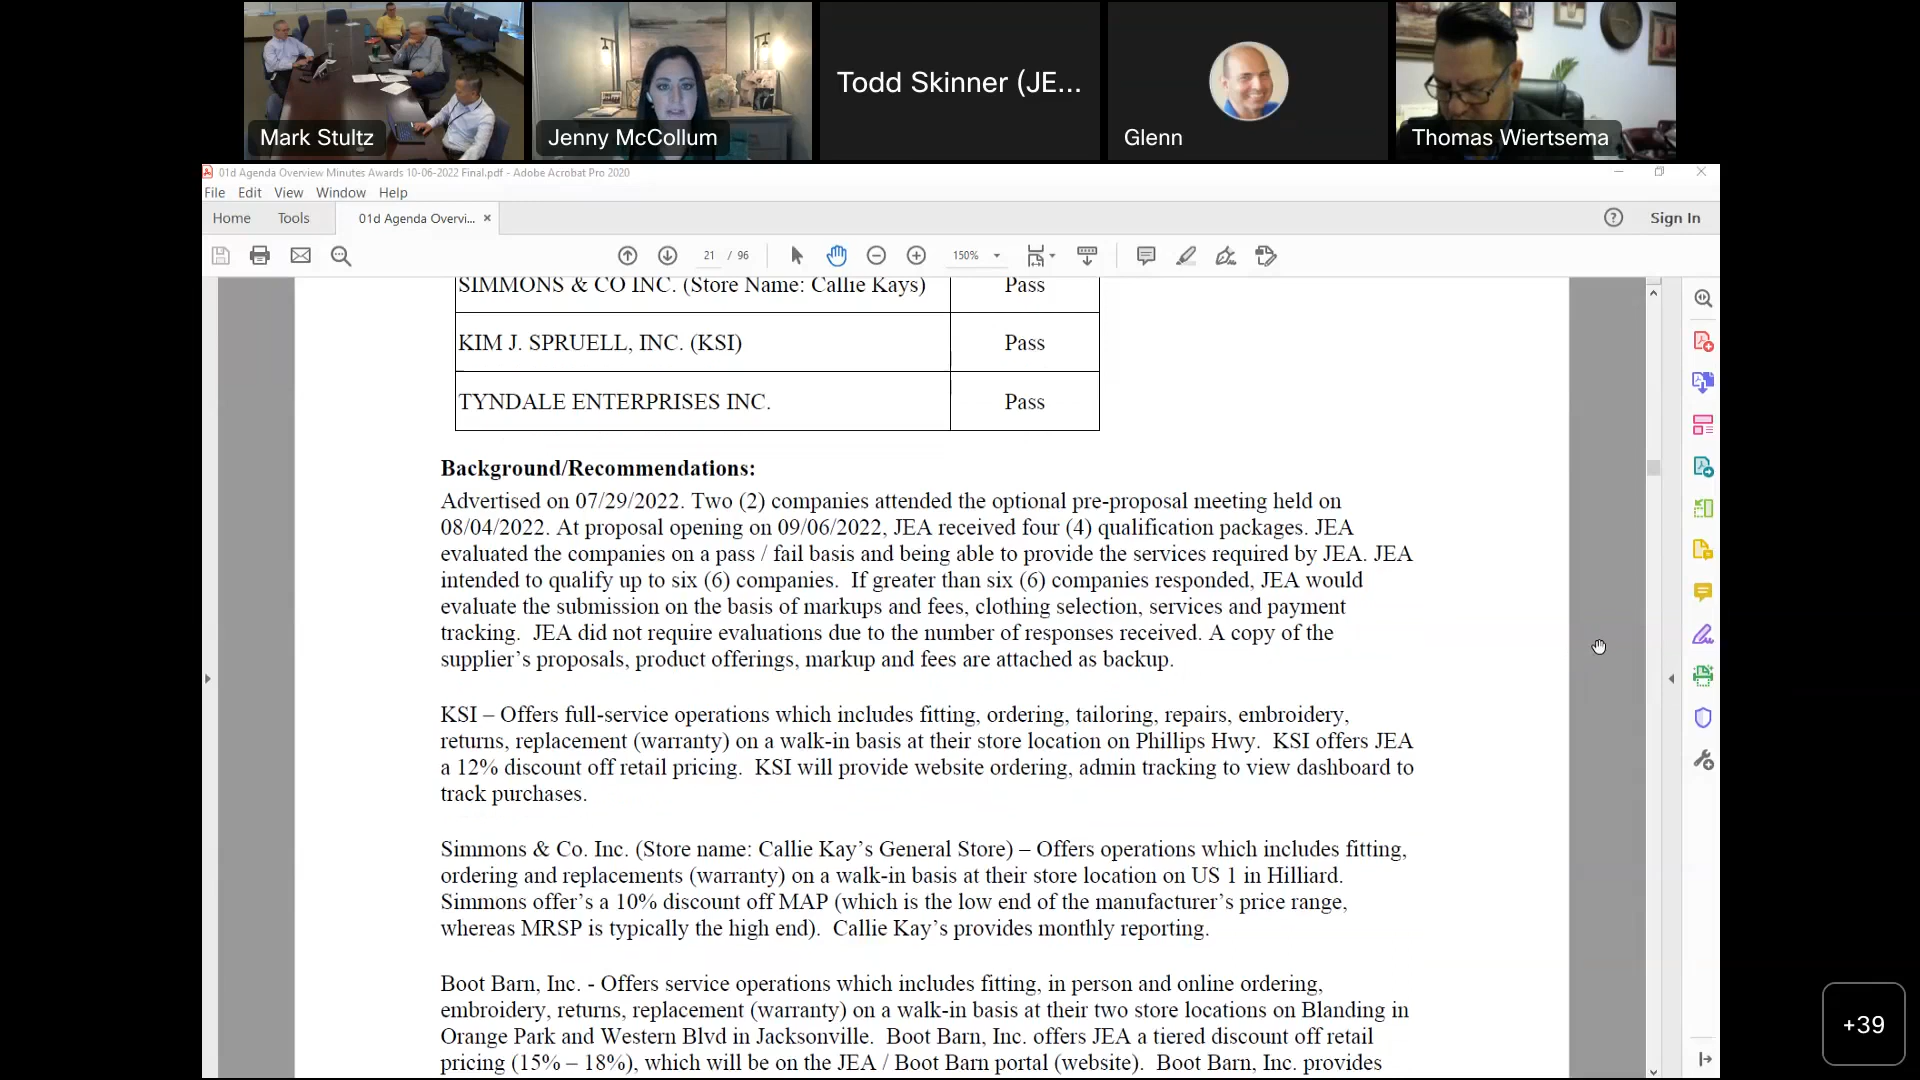 Mark Stultz
Jenny McCollum
Todd Skinner (JE...
Glenn
Thomas Wiertsema
01d Agenda Overview Minutes Awards 10-06-2022 Final.pdf - Adobe Acrobat Pro 2020
File Edit View Window Help
Home Tools 01d Agenda Overvi... × Sign In
21 / 96 150%
SIMMONS & CO INC. (Store Name: Callie Kays) Pass
KIM J. SPRUELL, INC. (KSI) Pass
TYNDALE ENTERPRISES INC. Pass
Background/Recommendations:
Advertised on 07/29/2022. Two (2) companies attended the optional pre-proposal meeting held on
08/04/2022. At proposal opening on 09/06/2022, JEA received four (4) qualification packages. JEA
evaluated the companies on a pass / fail basis and being able to provide the services required by JEA. JEA
intended to qualify up to six (6) companies. If greater than six (6) companies responded, JEA would
evaluate the submission on the basis of markups and fees, clothing selection, services and payment
tracking. JEA did not require evaluations due to the number of responses received. A copy of the
supplier’s proposals, product offerings, markup and fees are attached as backup.
KSI – Offers full-service operations which includes fitting, ordering, tailoring, repairs, embroidery,
returns, replacement (warranty) on a walk-in basis at their store location on Phillips Hwy. KSI offers JEA
a 12% discount off retail pricing. KSI will provide website ordering, admin tracking to view dashboard to
track purchases.
Simmons & Co. Inc. (Store name: Callie Kay’s General Store) – Offers operations which includes fitting,
ordering and replacements (warranty) on a walk-in basis at their store location on US 1 in Hilliard.
Simmons offer’s a 10% discount off MAP (which is the low end of the manufacturer’s price range,
whereas MRSP is typically the high end). Callie Kay’s provides monthly reporting.
Boot Barn, Inc. - Offers service operations which includes fitting, in person and online ordering,
embroidery, returns, replacement (warranty) on a walk-in basis at their two store locations on Blanding in
Orange Park and Western Blvd in Jacksonville. Boot Barn, Inc. offers JEA a tiered discount off retail
pricing (15% – 18%), which will be on the JEA / Boot Barn portal (website). Boot Barn, Inc. provides
+39